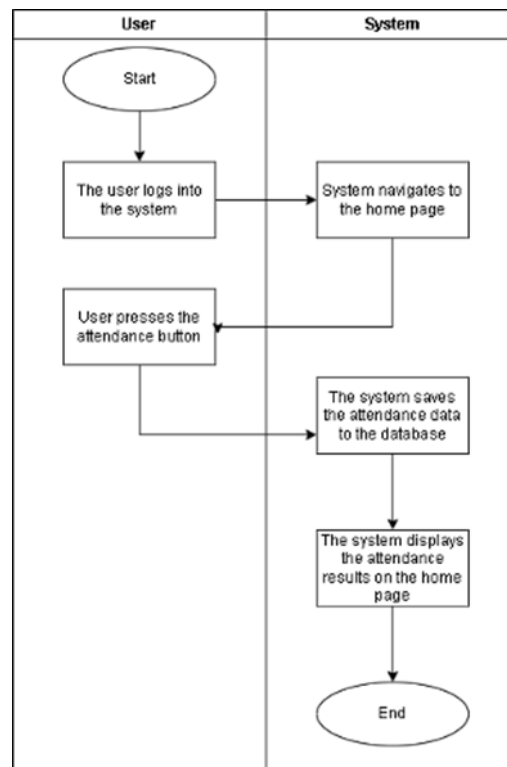 User
System
Start
The user logs into
the system
System navigates to
the home page
User presses the
attendance button
The system saves
the attendance data
to the database
The system displays
the attendance
results on the home
page
End